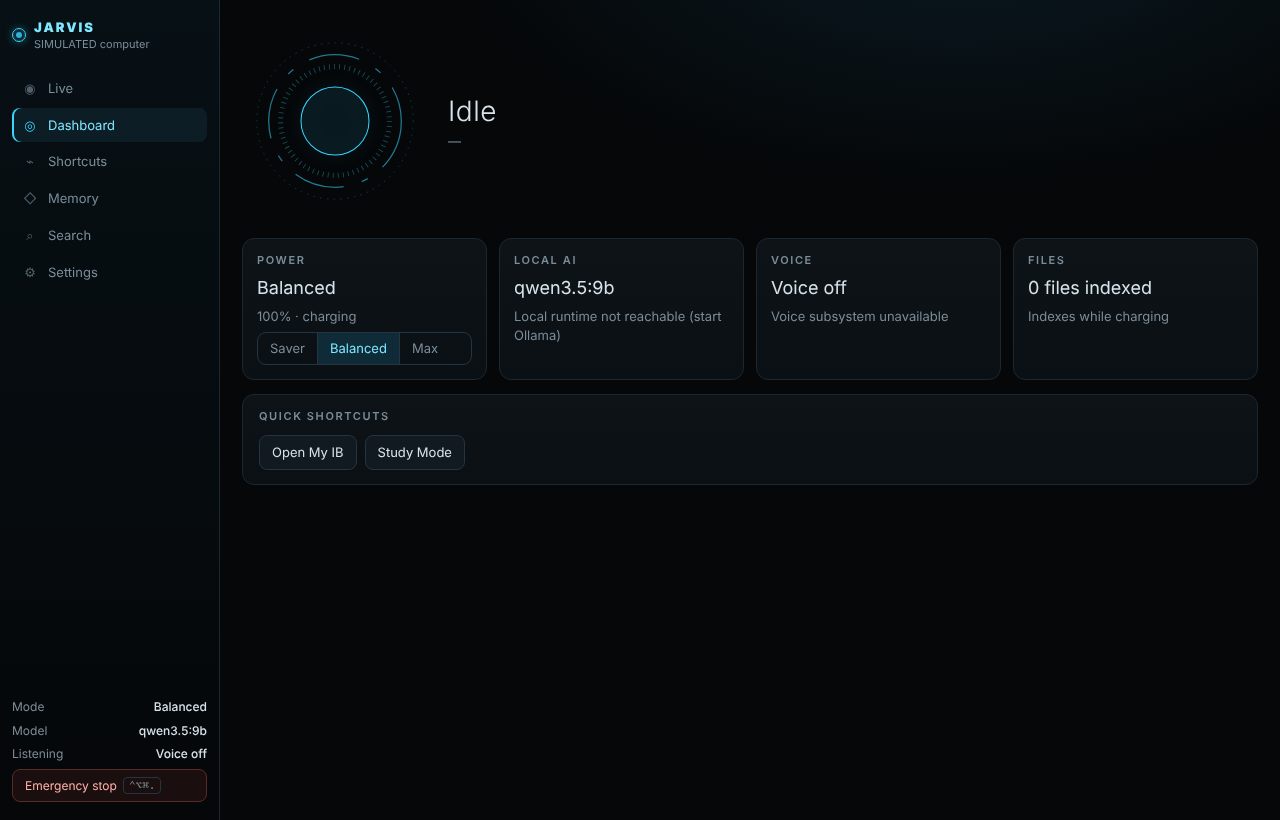 JARVIS
SIMULATED computer
Live
Dashboard
Shortcuts
Memory
Search
Settings
Mode Balanced
Model qwen3.5:9b
Listening Voice off
Emergency stop ⌃⌥⌘.
Idle
—
POWER
Balanced
100% · charging
Saver Balanced Max
LOCAL AI
qwen3.5:9b
Local runtime not reachable (start
Ollama)
VOICE
Voice off
Voice subsystem unavailable
FILES
0 files indexed
Indexes while charging
QUICK SHORTCUTS
Open My IB Study Mode